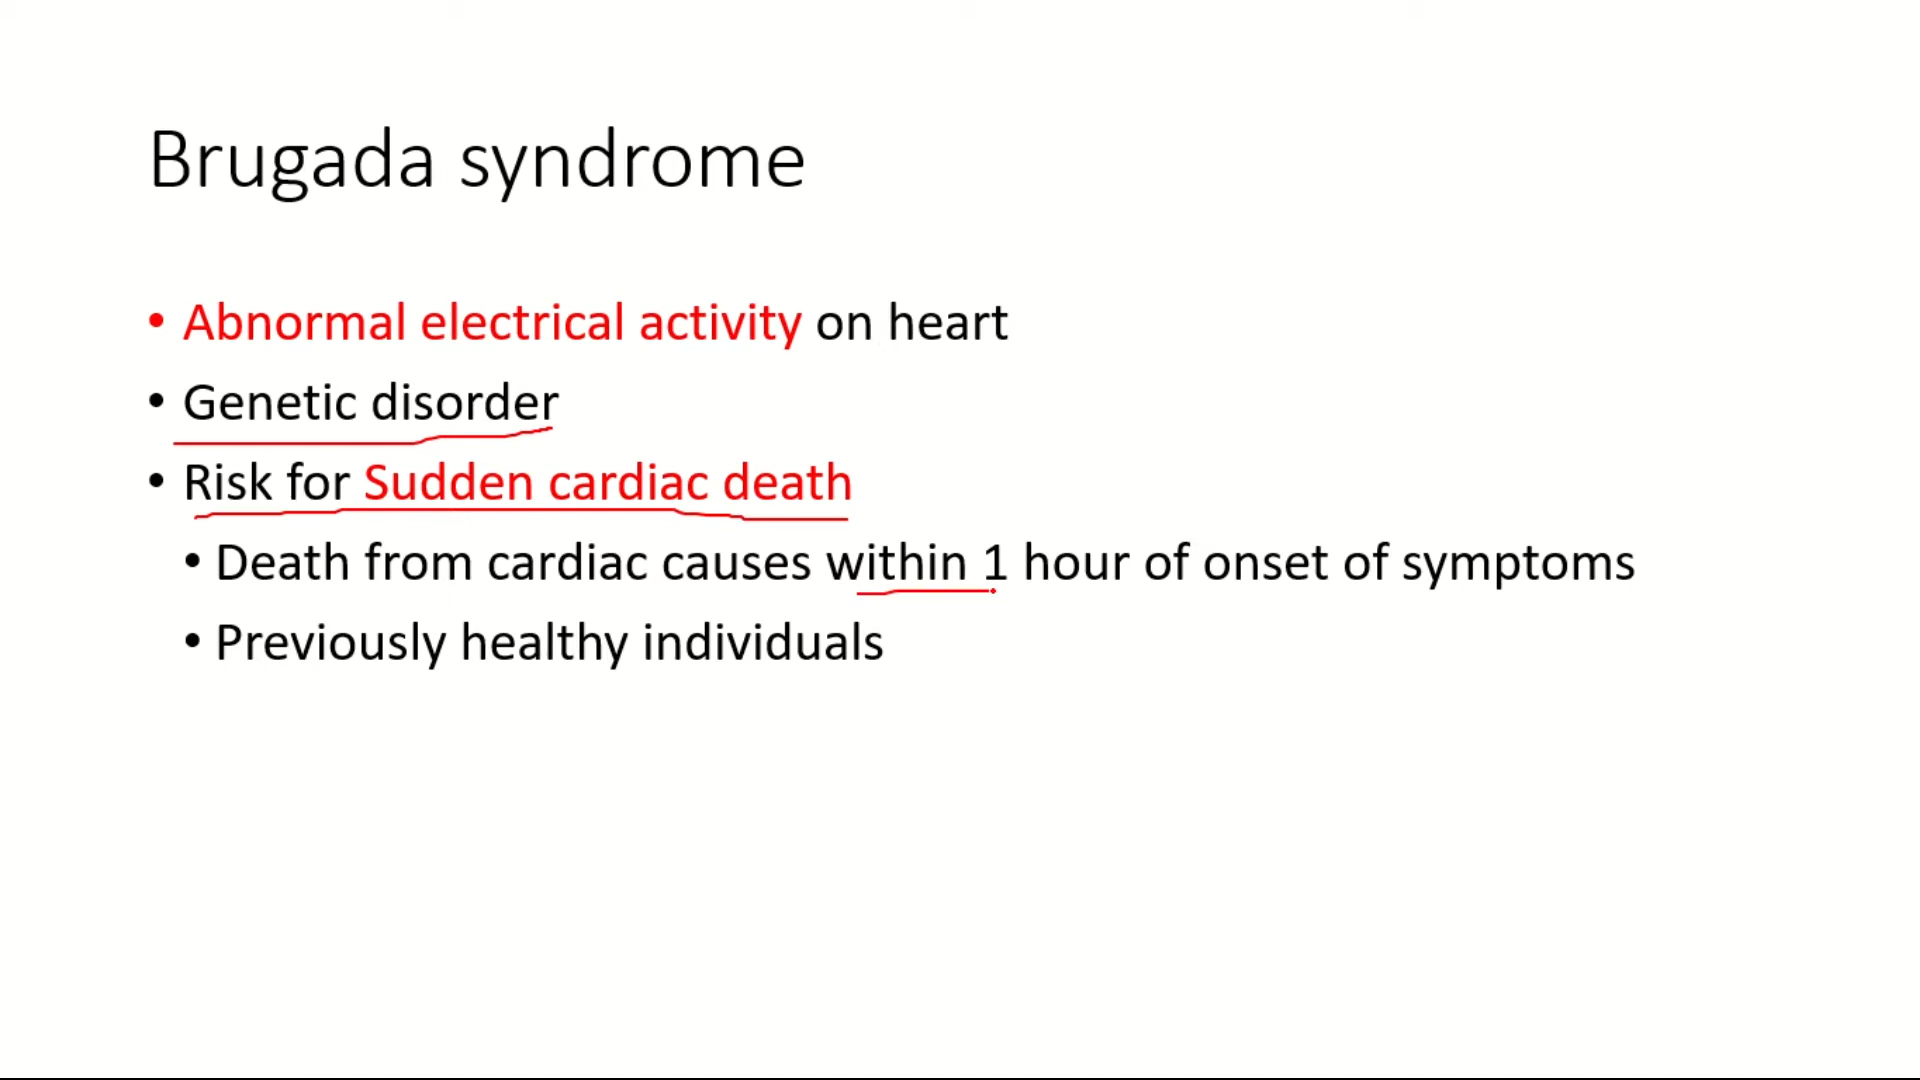 Brugada syndrome
• Abnormal electrical activity on heart
• Genetic disorder
• Risk for Sudden cardiac death
• Death from cardiac causes within 1 hour of onset of symptoms
• Previously healthy individuals